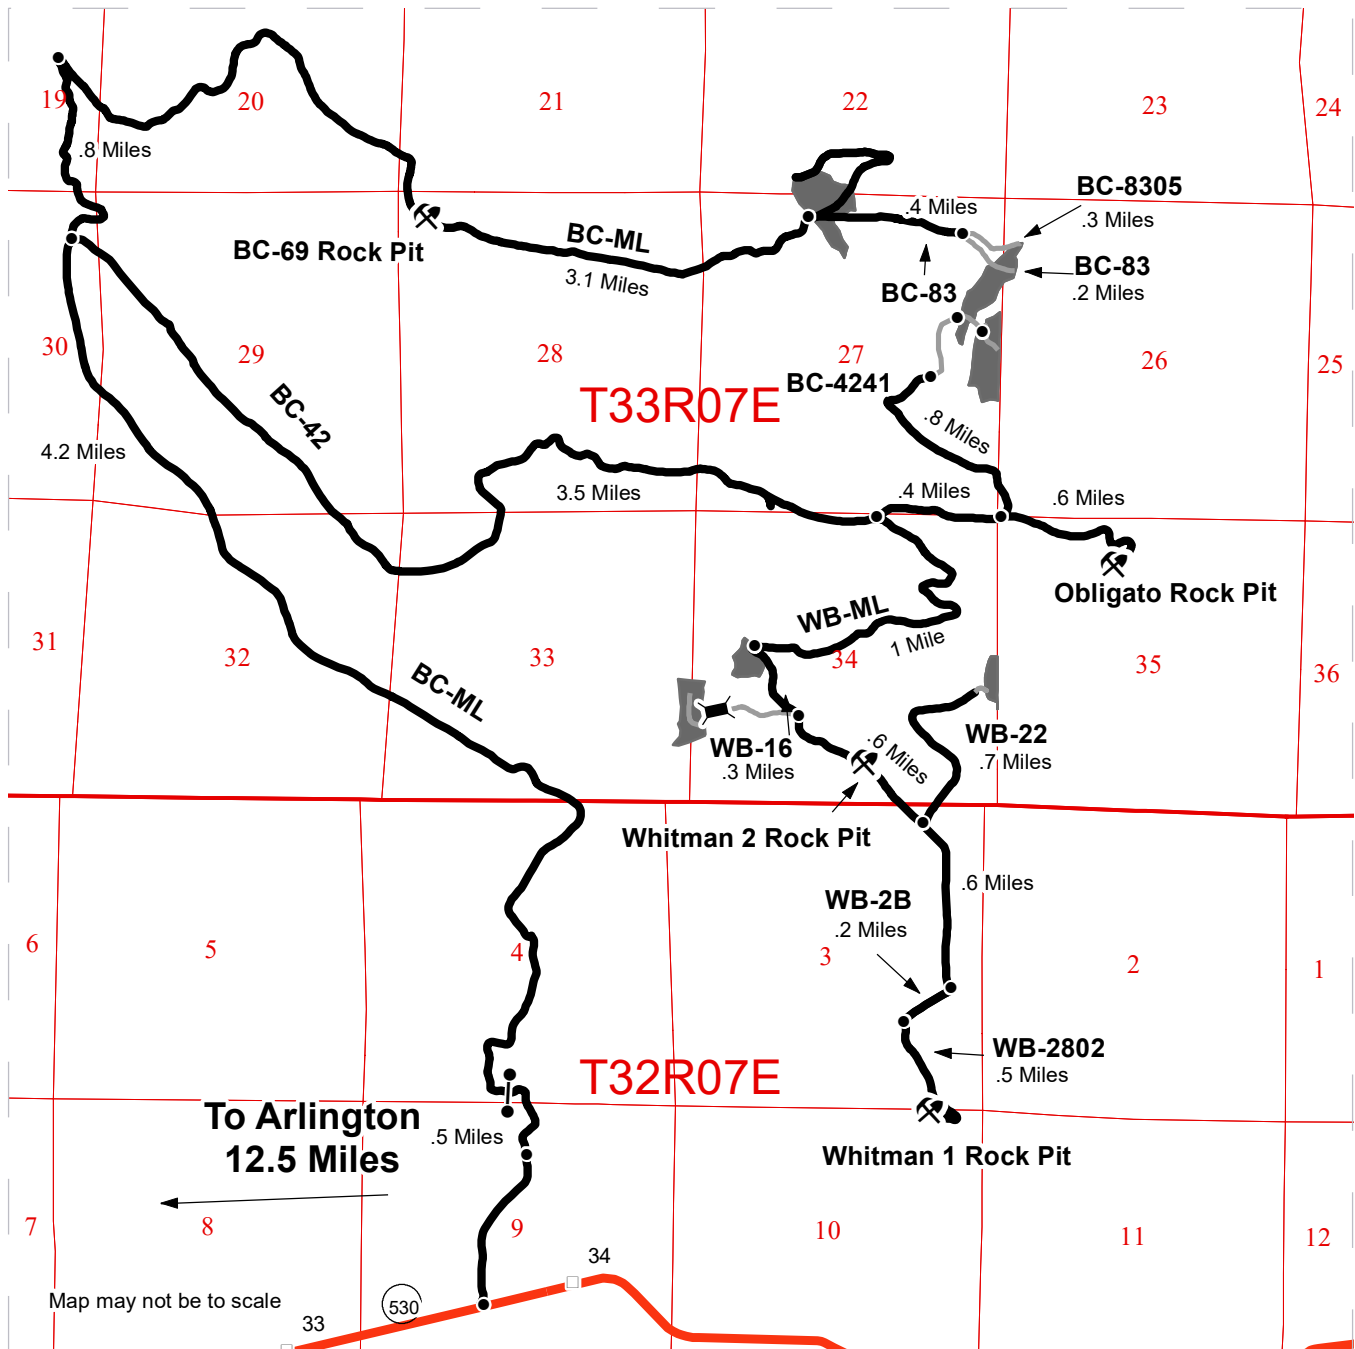 19
20
21
22
23
24
.8 Miles
BC-8305
.3 Miles
.4 Miles
BC-ML
BC-69 Rock Pit
3.1 Miles
BC-83
.2 Miles
BC-83
30
29
28
27
26
25
BC-4241
T33R07E
BC-42
.8 Miles
4.2 Miles
3.5 Miles
.4 Miles
.6 Miles
Obligato Rock Pit
WB-ML
1 Mile
31
32
33
34
35
36
BC-ML
WB-16
.3 Miles
.6 Miles
WB-22
.7 Miles
Whitman 2 Rock Pit
.6 Miles
WB-2B
.2 Miles
6
5
4
3
2
1
WB-2802
.5 Miles
T32R07E
To Arlington
12.5 Miles
.5 Miles
Whitman 1 Rock Pit
7
8
9
10
11
12
34
Map may not be to scale
530
33